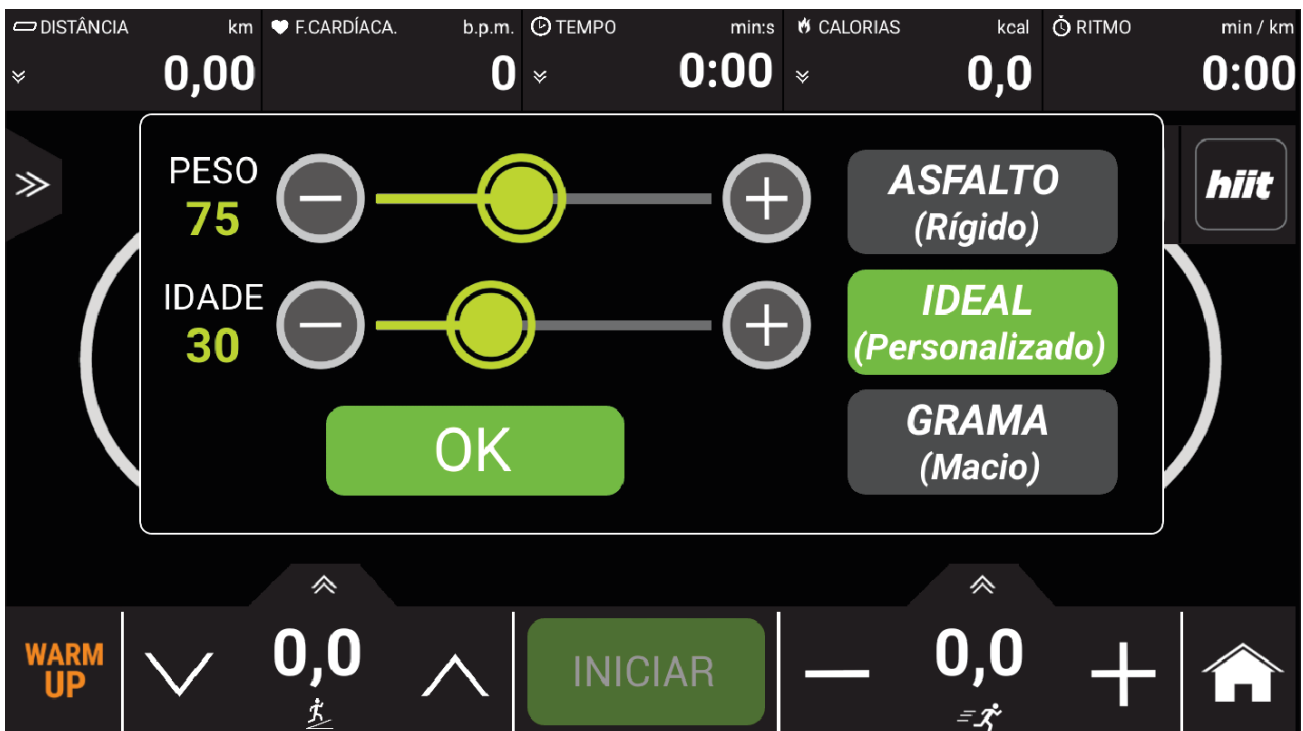 DISTÂNCIA km
0,00
F.CARDÍACA. b.p.m.
0
TEMPO min:s
0:00
CALORIAS kcal
0,0
RITMO min / km
0:00
hiit
PESO
75
IDADE
30
OK
ASFALTO
(Rígido)
IDEAL
(Personalizado)
GRAMA
(Macio)
WARM
UP
0,0
INICIAR
0,0